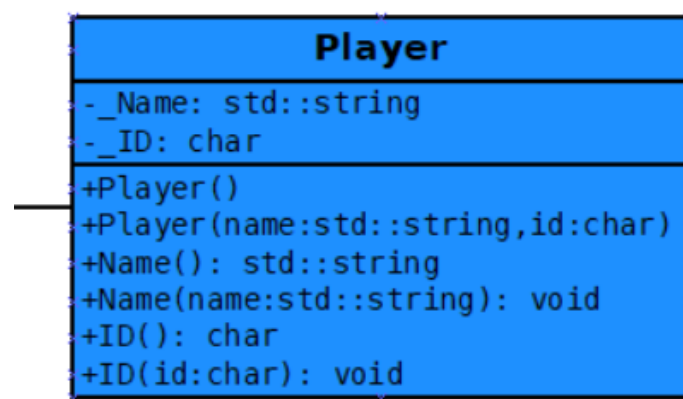 Player
-_Name: std::string
-_ID: char
+Player()
+Player(name:std::string,id:char)
+Name(): std::string
+Name(name:std::string): void
+ID(): char
+ID(id:char): void